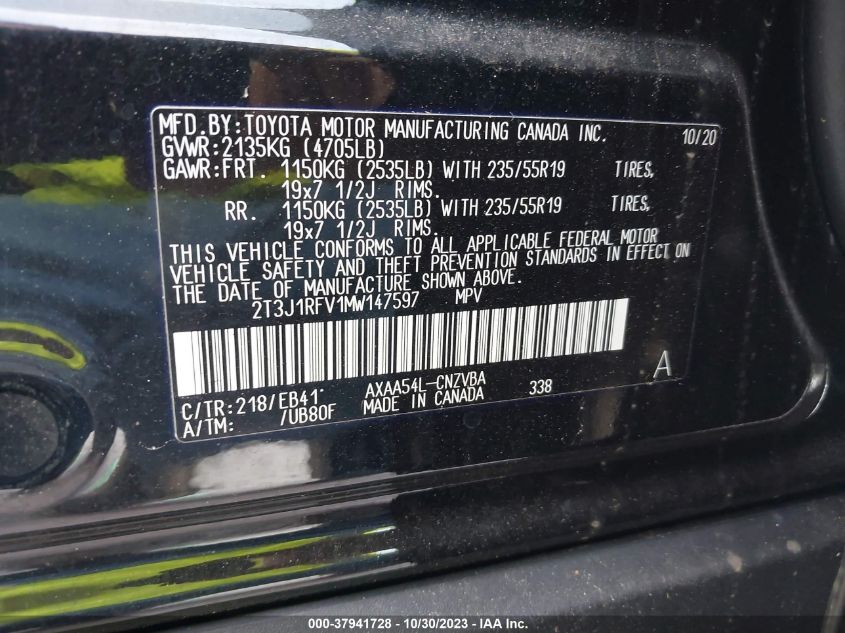 MFD.BY:TOYOTA MOTOR MANUFACTURING CANADA INC. 10/20
GVWR:2135KG (4705LB)
GAWR:FRT. 1150KG (2535LB) WITH 235/55R19 TIRES,
19x7 1/2J RIMS.
RR. 1150KG (2535LB) WITH 235/55R19 TIRES,
19x7 1/2J RIMS.
THIS VEHICLE CONFORMS TO ALL APPLICABLE FEDERAL MOTOR
VEHICLE SAFETY AND THEFT PREVENTION STANDARDS IN EFFECT ON
THE DATE OF MANUFACTURE SHOWN ABOVE.
2T3J1RFV1MW147597 MPV
C/TR:218/EB41 AXAA54L-CNZVBA 338 A
A/TM: /UB80F MADE IN CANADA
000-37941728 - 10/30/2023 - IAA Inc.